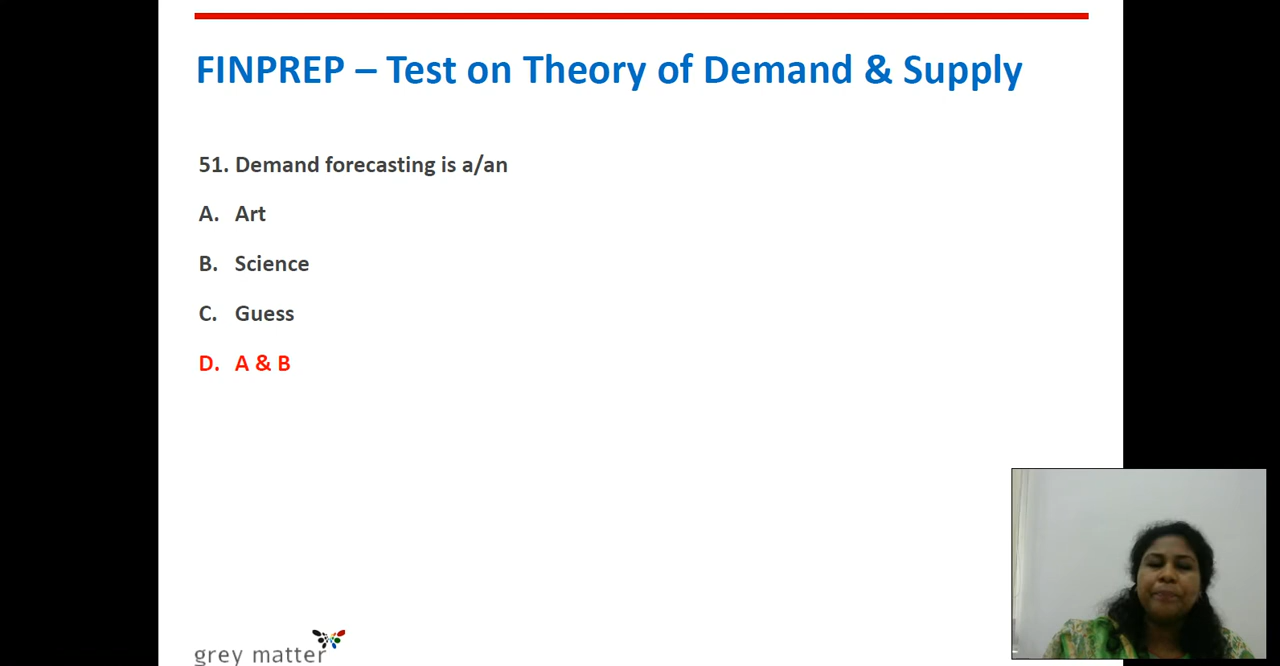 FINPREP – Test on Theory of Demand & Supply
51. Demand forecasting is a/an
A. Art
B. Science
C. Guess
D. A & B
grey matter